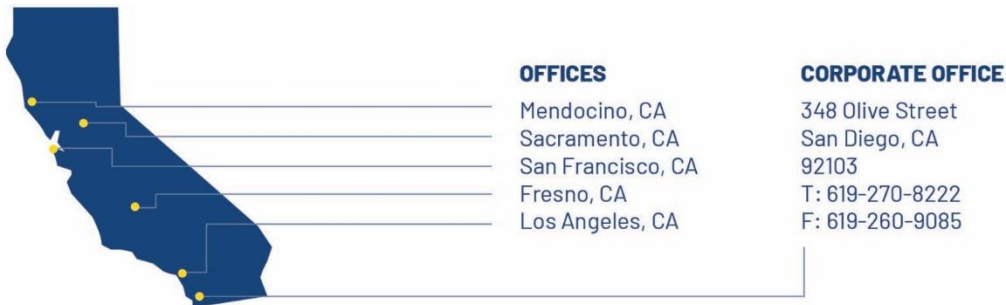 OFFICES
Mendocino, CA
Sacramento, CA
San Francisco, CA
Fresno, CA
Los Angeles, CA
CORPORATE OFFICE
348 Olive Street
San Diego, CA
92103
T: 619-270-8222
F: 619-260-9085